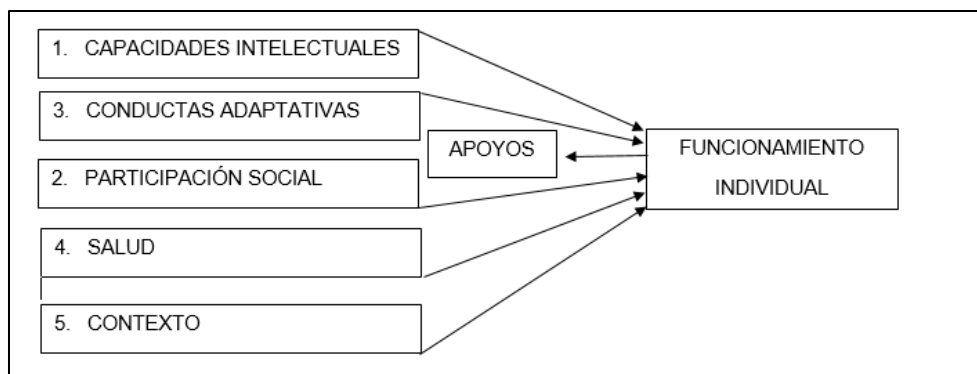 1. CAPACIDADES INTELECTUALES
3. CONDUCTAS ADAPTATIVAS
APOYOS
FUNCIONAMIENTO
INDIVIDUAL
2. PARTICIPACIÓN SOCIAL
4. SALUD
5. CONTEXTO